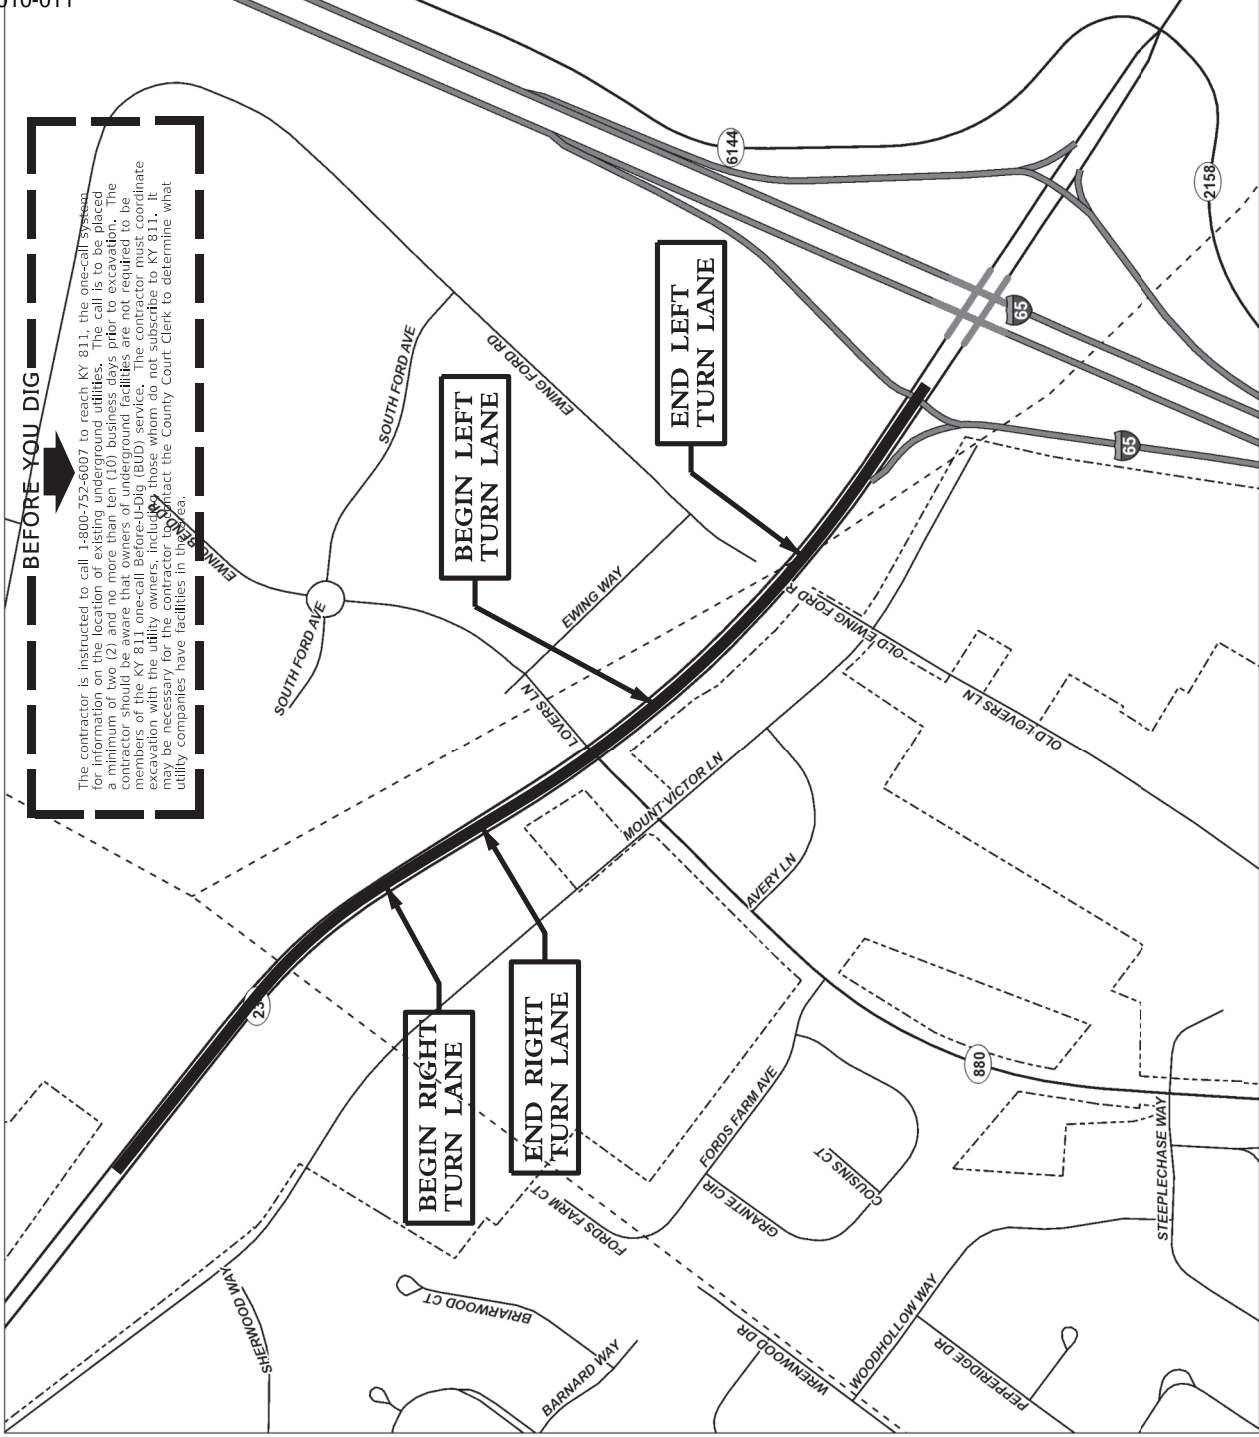 BEFORE YOU DIG
The contractor is instructed to call 1-800-752-6007 to reach KY 811, the one-call system
for information on the location of existing underground utilities. The call is to be placed
a minimum of two (2) and no more than ten (10) business days prior to excavation. The
contractor should be aware that owners of underground facilities are not required to be
members of the KY 811 one-call Before-U-Dig (BUD) service. The contractor must coordinate
excavation with the utility owners, including those whom do not subscribe to KY 811. It
may be necessary for the contractor to contact the County Court Clerk to determine what
utility companies have facilities in the area.
EWING BEND DR
SOUTH FORD AVE
SOUTH FORD AVE
EWING FORD RD
EWING WAY
LOVERS LN
BEGIN LEFT
TURN LANE
END LEFT
TURN LANE
6144
2158
65
65
OLD EWING FORD R
OLD LOVERS LN
MOUNT VICTOR LN
AVERY LN
23
BEGIN RIGHT
TURN LANE
END RIGHT
TURN LANE
880
FORDS FARM AVE
FORDS FARM CT
GRANITE CIR
COUSINS CT
STEEPLECHASE WAY
SHERWOOD WAY
BRIARWOOD CT
BARNARD WAY
WRENWOOD DR
WOODHOLLOW WAY
PEPPERIDGE DR